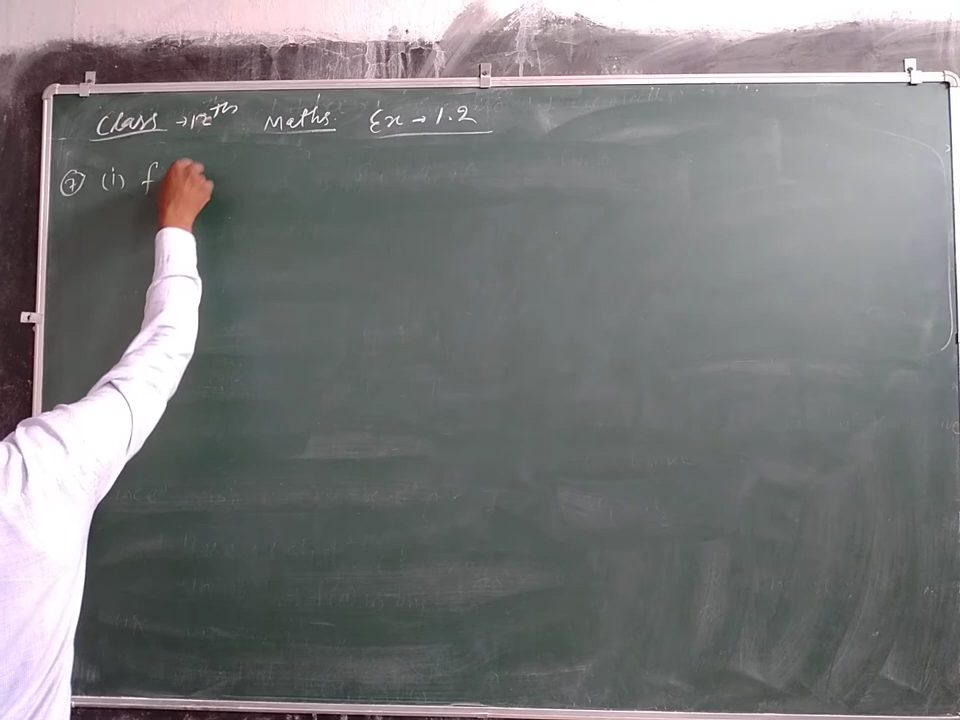 Class → 12th Maths. Ex → 1.2
(7) (i) f